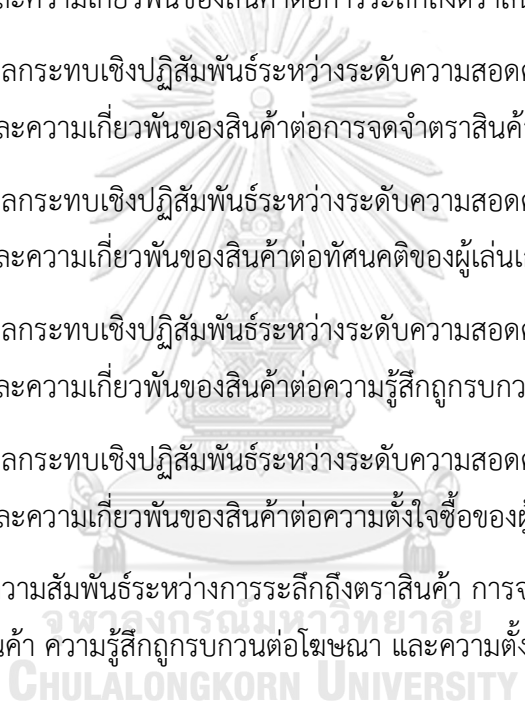 และความเกี่ยวพันของสินค้าต่อการระลึกถึงตราสิน
ลกระทบเชิงปฏิสัมพันธ์ระหว่างระดับความสอด
ละความเกี่ยวพันของสินค้าต่อการจดจำตราสินค้
ลกระทบเชิงปฏิสัมพันธ์ระหว่างระดับความสอด
ละความเกี่ยวพันของสินค้าต่อทัศนคติของผู้เล่น
ลกระทบเชิงปฏิสัมพันธ์ระหว่างระดับความสอด
ละความเกี่ยวพันของสินค้าต่อความรู้สึกถูกรบกว
ลกระทบเชิงปฏิสัมพันธ์ระหว่างระดับความสอด
ละความเกี่ยวพันของสินค้าต่อความตั้งใจซื้อของผู้
วามสัมพันธ์ระหว่างการระลึกถึงตราสินค้า การจ
นค้า ความรู้สึกถูกรบกวนต่อโฆษณา และความตั้ง
จุฬาลงกรณ์มหาวิทยาลัย
CHULALONGKORN UNIVERSITY